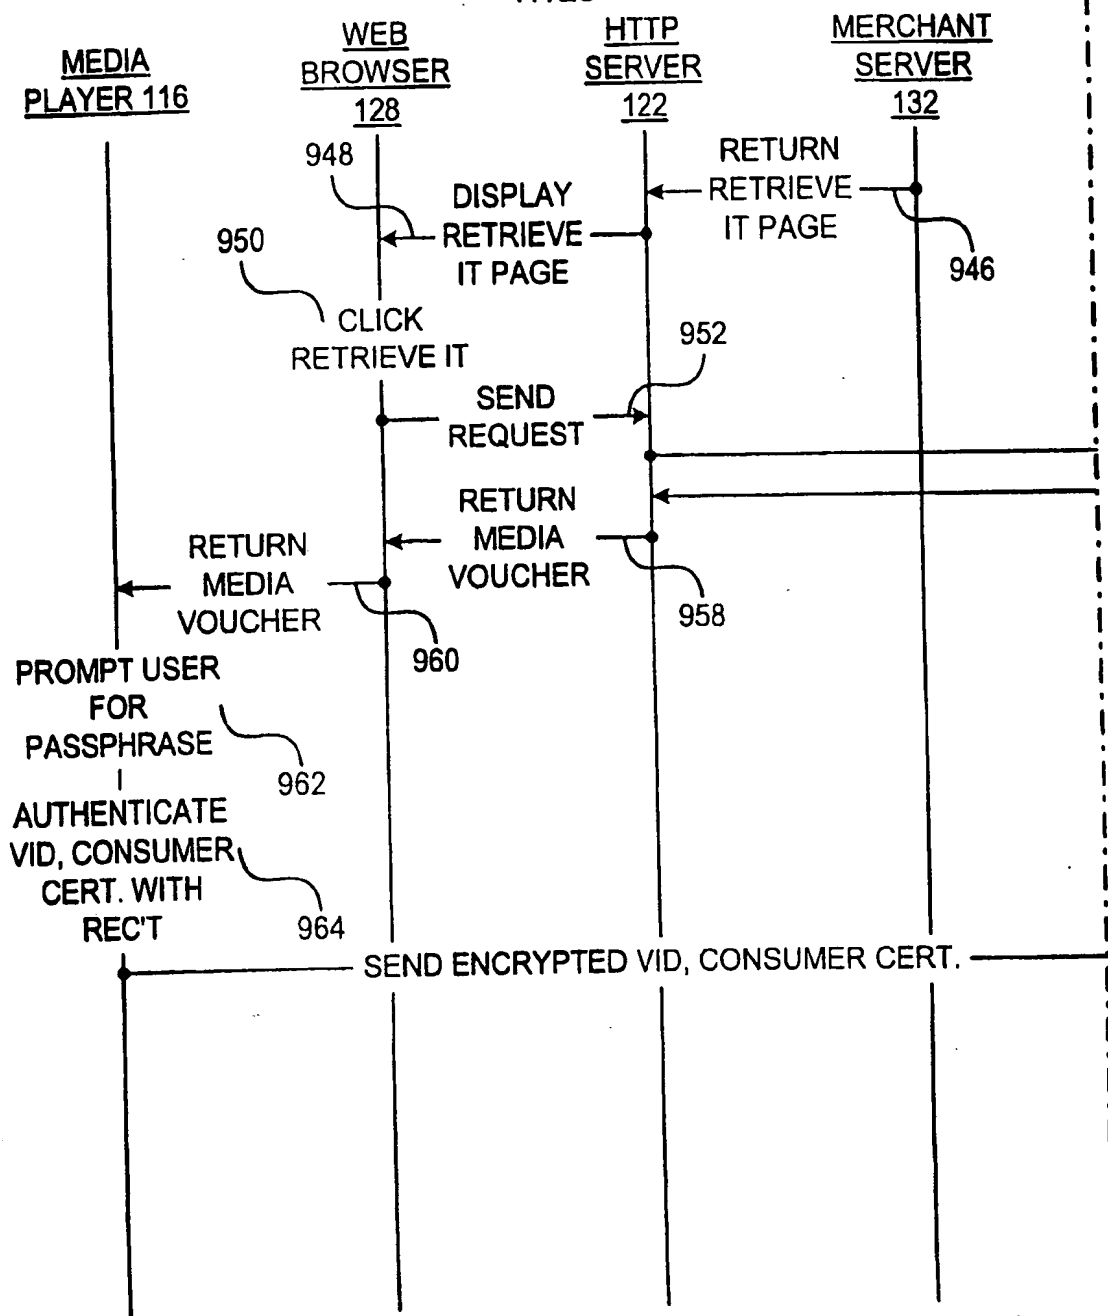 MEDIA
PLAYER 116
WEB
BROWSER
128
HTTP
SERVER
122
MERCHANT
SERVER
132
RETURN
RETRIEVE
IT PAGE
946
948
DISPLAY
RETRIEVE
IT PAGE
950
CLICK
RETRIEVE IT
952
SEND
REQUEST
RETURN
MEDIA
VOUCHER
958
RETURN
MEDIA
VOUCHER
960
PROMPT USER
FOR
PASSPHRASE
962
AUTHENTICATE
VID, CONSUMER
CERT. WITH
REC'T
964
SEND ENCRYPTED VID, CONSUMER CERT.